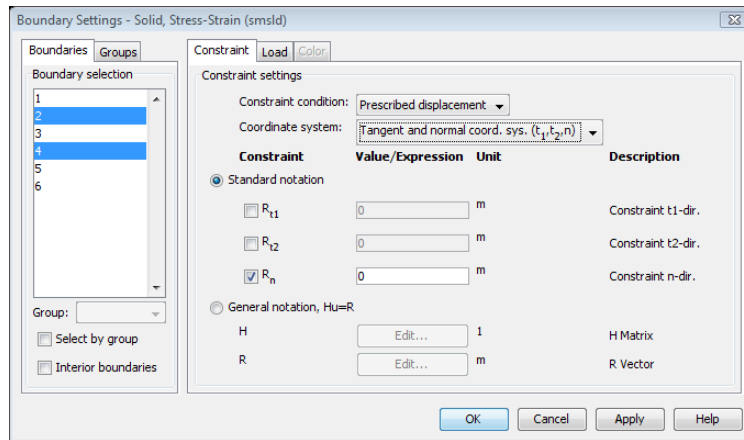 Boundary Settings - Solid, Stress-Strain (smsld)
Boundaries Groups
Boundary selection
1
2
3
4
5
6
Group:
Select by group
Interior boundaries
Constraint Load Color
Constraint settings
Constraint condition: Prescribed displacement
Coordinate system: Tangent and normal coord. sys. (t1,t2,n)
Constraint Value/Expression Unit Description
Standard notation
Rt1 0 m Constraint t1-dir.
Rt2 0 m Constraint t2-dir.
Rn 0 m Constraint n-dir.
General notation, Hu=R
H Edit... 1 H Matrix
R Edit... m R Vector
OK Cancel Apply Help